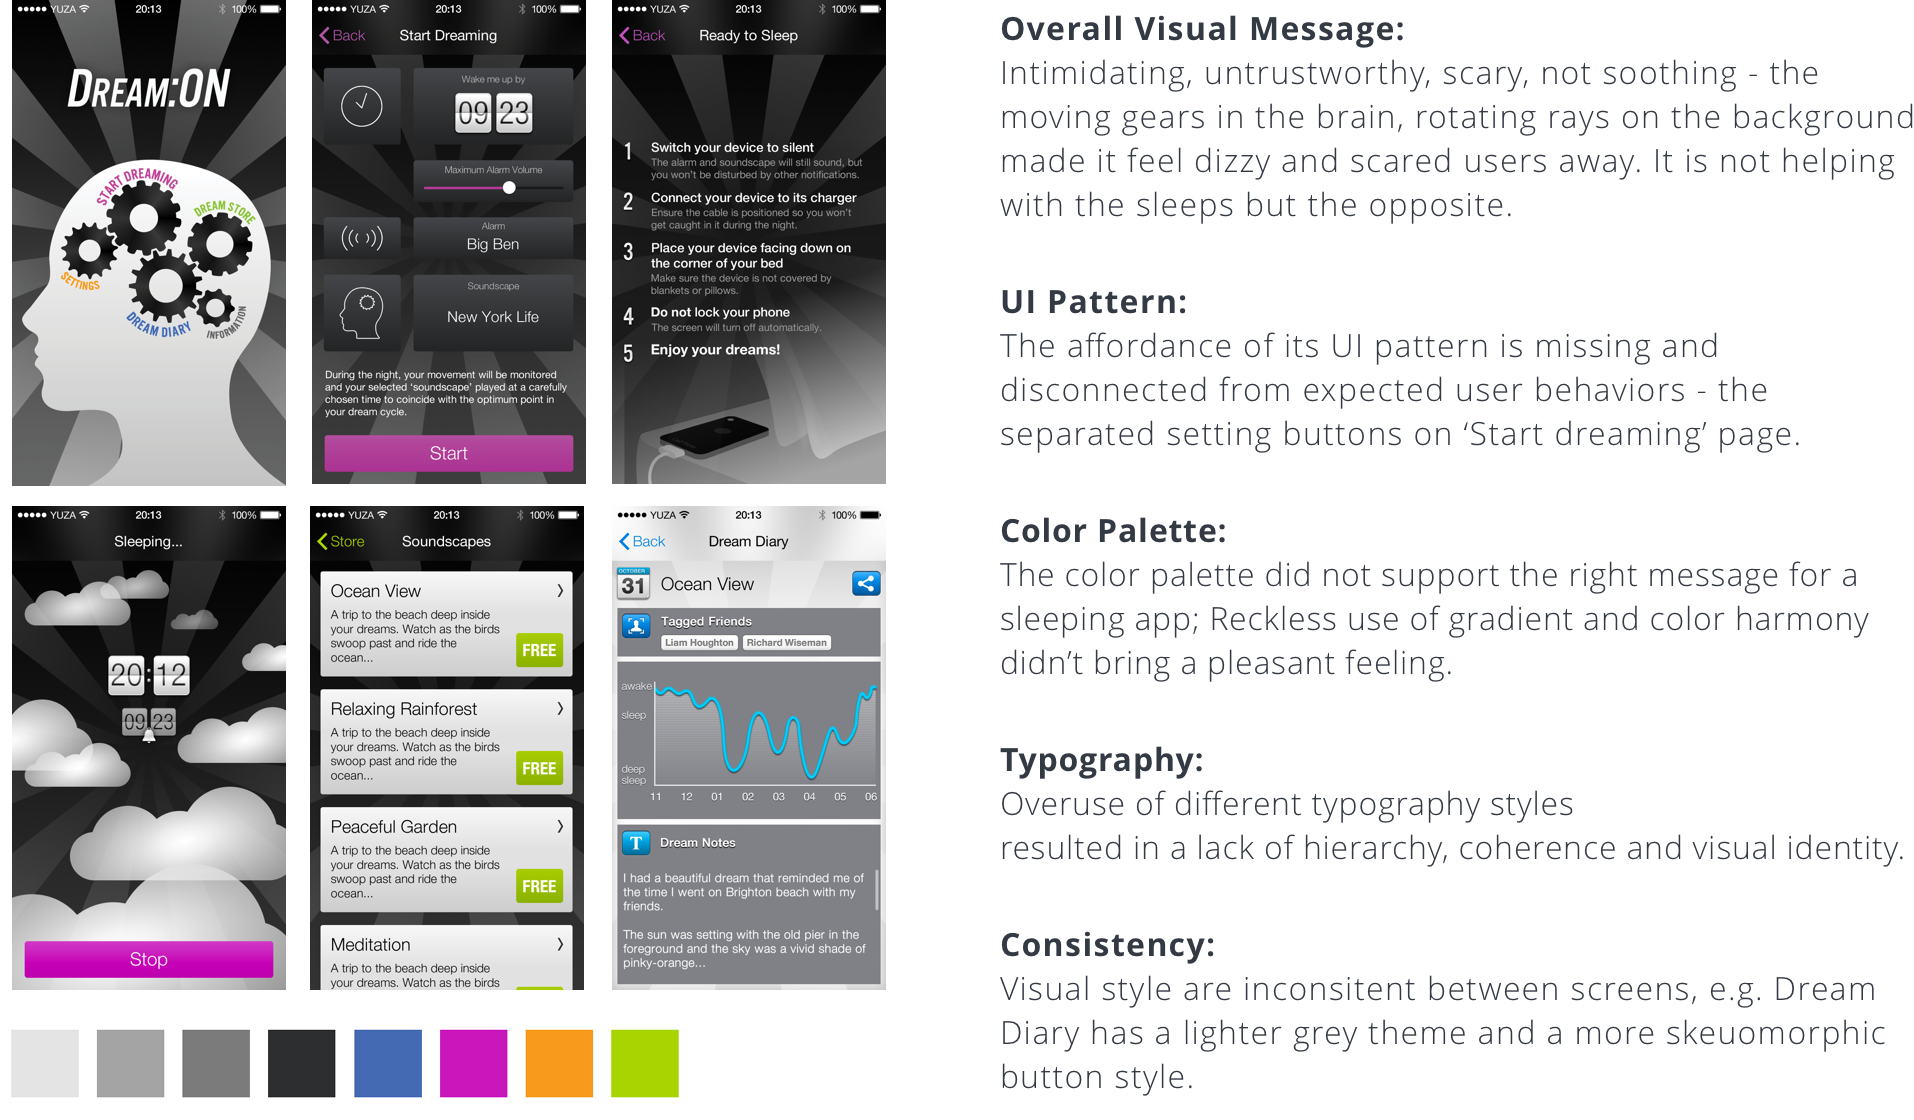 YUZA 20:13 100%
DREAM:ON
START DREAMING
DREAM STORE
SETTINGS
DREAM DIARY
INFORMATION
YUZA 20:13 100%
Back Start Dreaming
Wake me up by
09 23
Maximum Alarm Volume
Alarm
Big Ben
Soundscape
New York Life
During the night, your movement will be monitored
and your selected ‘soundscape’ played at a carefully
chosen time to coincide with the optimum point in
your dream cycle.
Start
YUZA 20:13 100%
Back Ready to Sleep
1 Switch your device to silent
The alarm and soundscape will still sound, but
you won't be disturbed by other notifications.
2 Connect your device to its charger
Ensure the cable is positioned so you won't
get caught in it during the night.
3 Place your device facing down on
the corner of your bed
Make sure the device is not covered by
blankets or pillows.
4 Do not lock your phone
The screen will turn off automatically.
5 Enjoy your dreams!
YUZA 20:13 100%
Sleeping...
20:12
09 23
Stop
YUZA 20:13 100%
Store Soundscapes
Ocean View
A trip to the beach deep inside
your dreams. Watch as the birds
swoop past and ride the
ocean...
FREE
Relaxing Rainforest
A trip to the beach deep inside
your dreams. Watch as the birds
swoop past and ride the
ocean...
FREE
Peaceful Garden
A trip to the beach deep inside
your dreams. Watch as the birds
swoop past and ride the
ocean...
FREE
Meditation
A trip to the beach deep inside
your dreams. Watch as the birds
YUZA 20:13 100%
Back Dream Diary
OCTOBER
31
Ocean View
Tagged Friends
Liam Houghton Richard Wiseman
awake
sleep
deep
sleep
11 12 01 02 03 04 05 06
T Dream Notes
I had a beautiful dream that reminded me of
the time I went on Brighton beach with my
friends.
The sun was setting with the old pier in the
foreground and the sky was a vivid shade of
pinky-orange...
Overall Visual Message:
Intimidating, untrustworthy, scary, not soothing - the
moving gears in the brain, rotating rays on the background
made it feel dizzy and scared users away. It is not helping
with the sleeps but the opposite.
UI Pattern:
The affordance of its UI pattern is missing and
disconnected from expected user behaviors - the
separated setting buttons on ‘Start dreaming’ page.
Color Palette:
The color palette did not support the right message for a
sleeping app; Reckless use of gradient and color harmony
didn’t bring a pleasant feeling.
Typography:
Overuse of different typography styles
resulted in a lack of hierarchy, coherence and visual identity.
Consistency:
Visual style are inconsitent between screens, e.g. Dream
Diary has a lighter grey theme and a more skeuomorphic
button style.